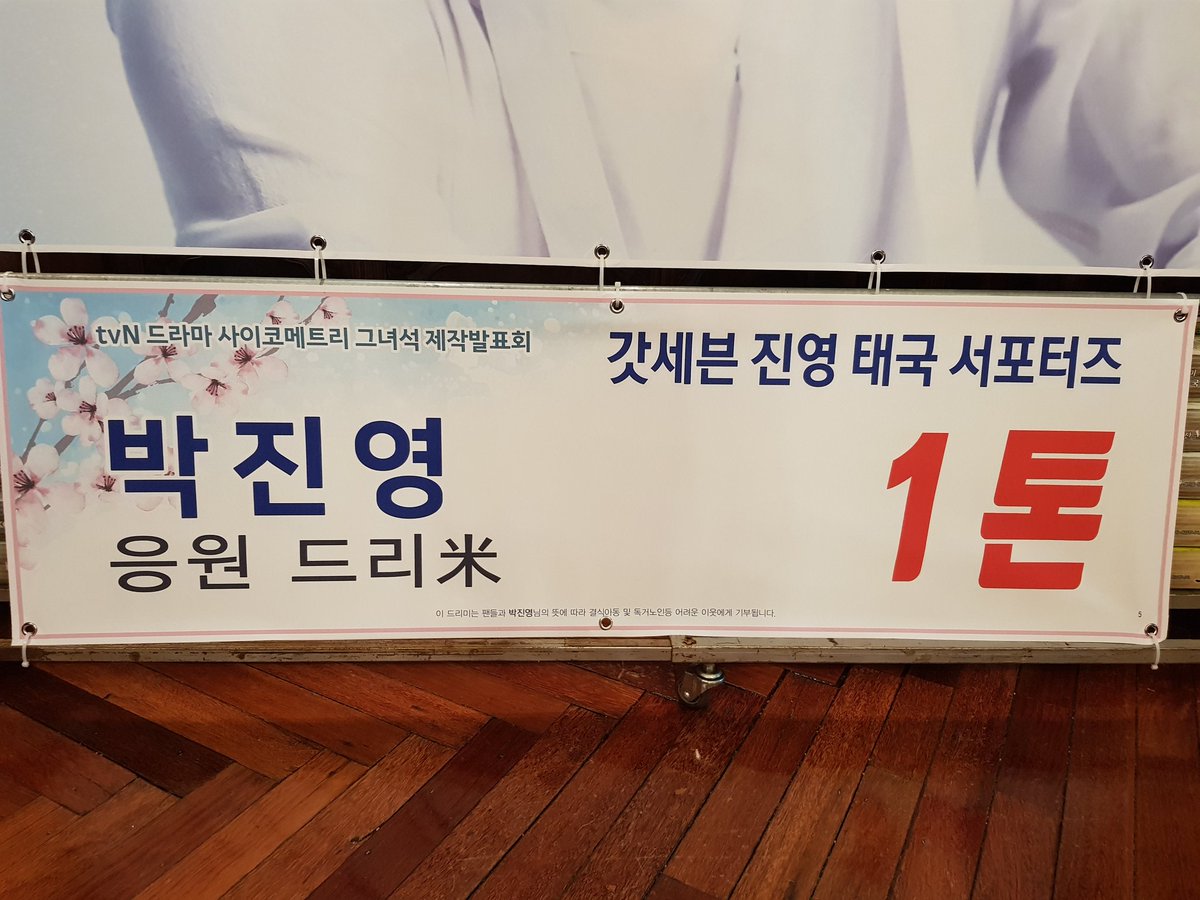 tvN 드라마 사이코메트리 그녀석 제작발표회
박진영
응원 드리米
갓세븐 진영 태국 서포터즈
1톤
이 드리미는 팬들과 박진영님의 뜻에 따라 결식아동 및 독거노인등 어려운 이웃에게 기부됩니다.
5